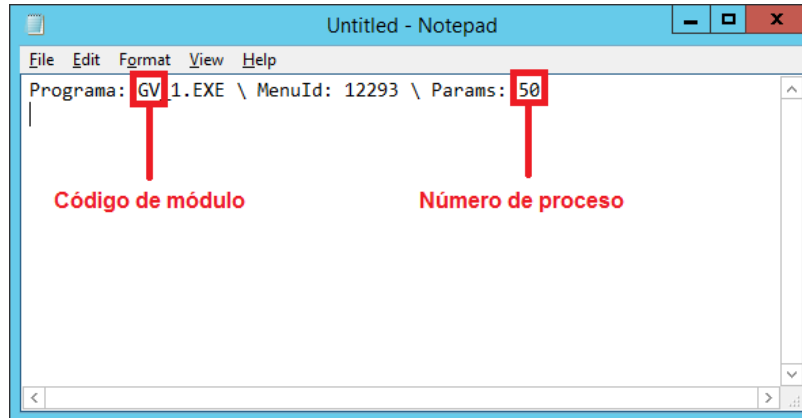 Untitled - Notepad
File Edit Format View Help
Programa: GV_1.EXE \ MenuId: 12293 \ Params: 50
Código de módulo
Número de proceso